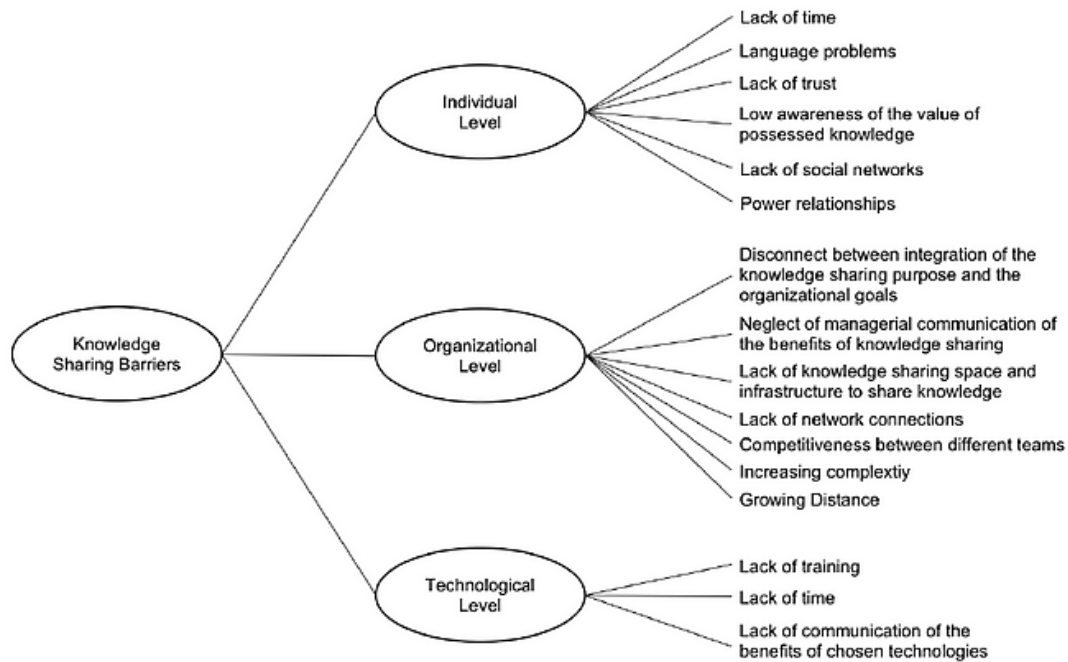 Knowledge
Sharing Barriers
Individual
Level
Lack of time
Language problems
Lack of trust
Low awareness of the value of
possessed knowledge
Lack of social networks
Power relationships
Organizational
Level
Disconnect between integration of the
knowledge sharing purpose and the
organizational goals
Neglect of managerial communication of
the benefits of knowledge sharing
Lack of knowledge sharing space and
infrastructure to share knowledge
Lack of network connections
Competitiveness between different teams
Increasing complextiy
Growing Distance
Technological
Level
Lack of training
Lack of time
Lack of communication of the
benefits of chosen technologies